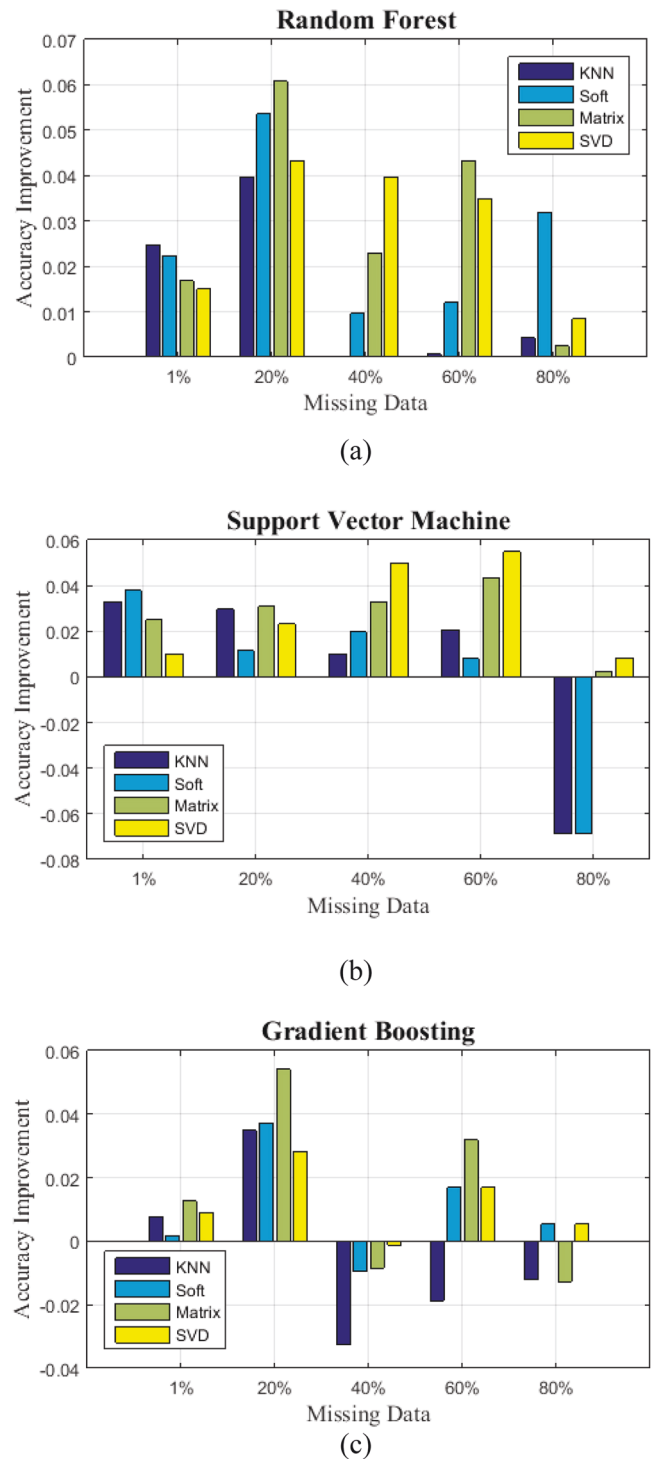 Random Forest
0.07
0.06
0.05
0.04
0.03
0.02
0.01
0
Accuracy Improvement
KNN
Soft
Matrix
SVD
1% 20% 40% 60% 80%
Missing Data
(a)
Support Vector Machine
0.06
0.04
0.02
0
-0.02
-0.04
-0.06
-0.08
Accuracy Improvement
KNN
Soft
Matrix
SVD
1% 20% 40% 60% 80%
Missing Data
(b)
Gradient Boosting
0.06
0.04
0.02
0
-0.02
-0.04
Accuracy Improvement
KNN
Soft
Matrix
SVD
1% 20% 40% 60% 80%
Missing Data
(c)